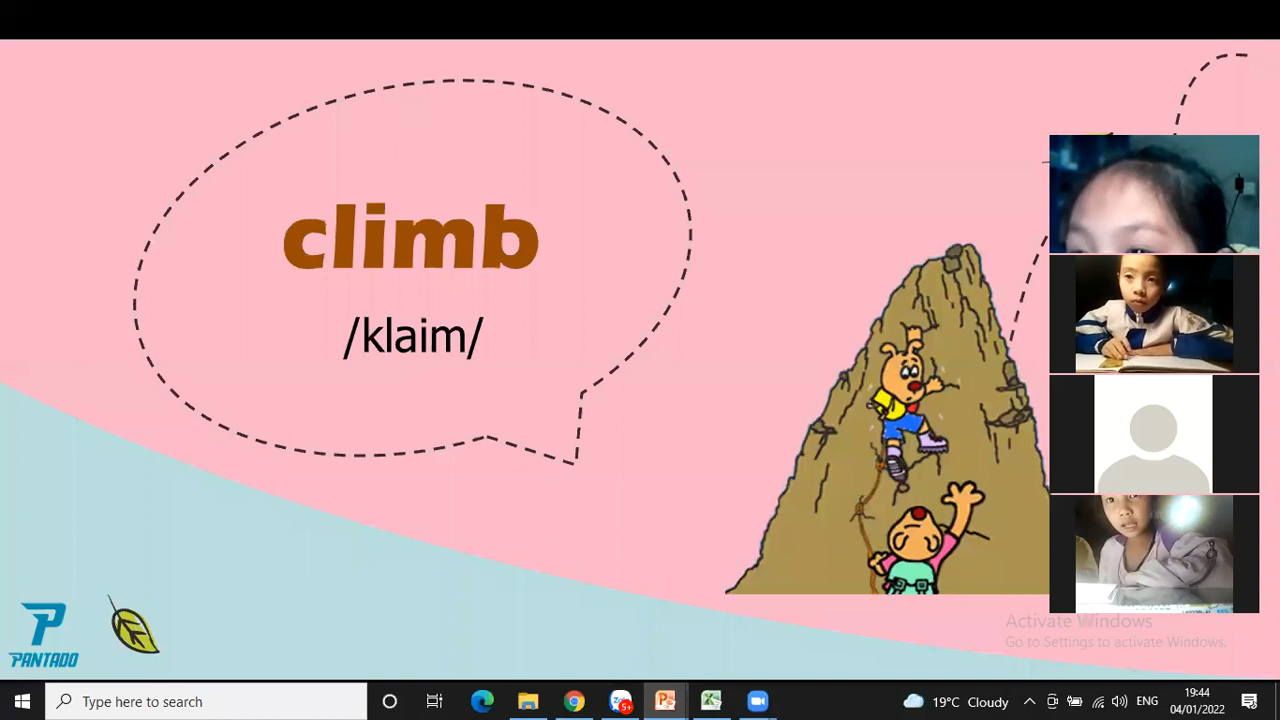 climb
/klaim/
PANTADO
Activate Windows
Go to Settings to activate Windows.
Type here to search
5+
19°C Cloudy
ENG
19:44
04/01/2022